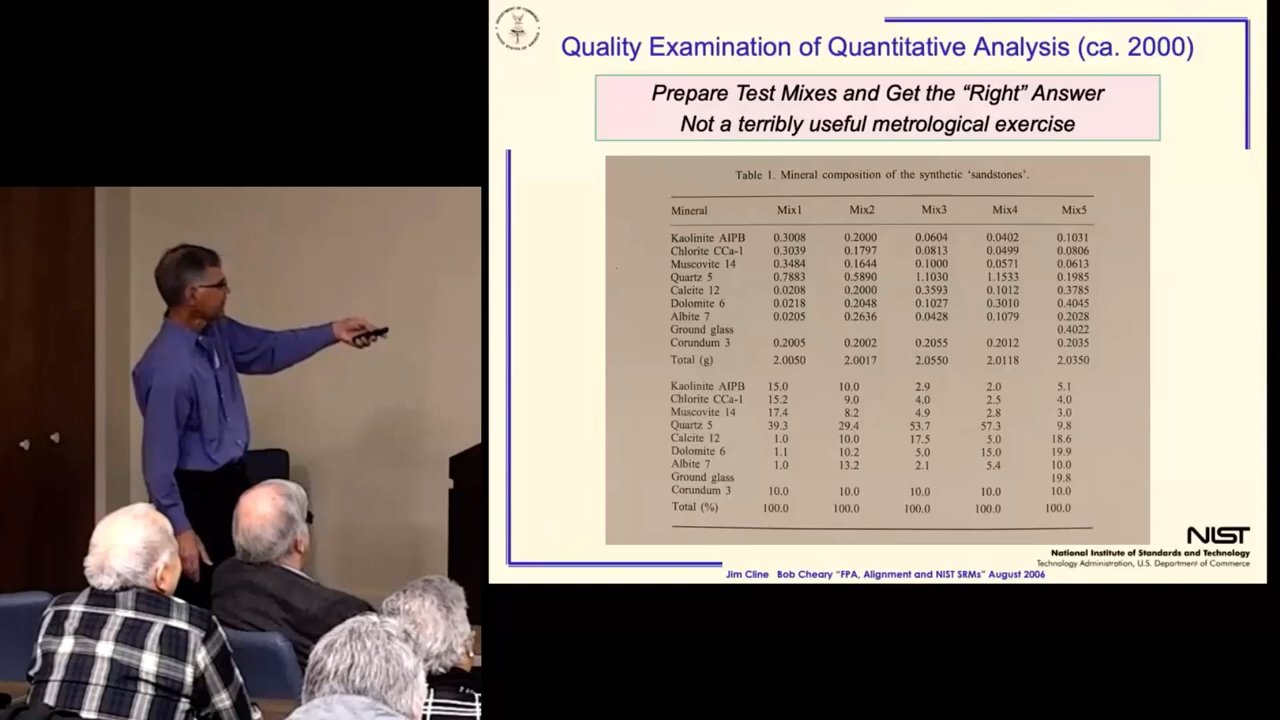 Quality Examination of Quantitative Analysis (ca. 2000)
Prepare Test Mixes and Get the “Right” Answer
Not a terribly useful metrological exercise
Table 1. Mineral composition of the synthetic ‘sandstones’.
Mineral Mix1 Mix2 Mix3 Mix4 Mix5
Kaolinite AIPB 0.3008 0.2000 0.0604 0.0402 0.1031
Chlorite CCa-1 0.3039 0.1797 0.0813 0.0499 0.0806
Muscovite 14 0.3484 0.1644 0.1000 0.0571 0.0613
Quartz 5 0.7883 0.5890 1.1030 1.1533 0.1985
Calcite 12 0.0208 0.2000 0.3593 0.1012 0.3785
Dolomite 6 0.0218 0.2048 0.1027 0.3010 0.4045
Albite 7 0.0205 0.2636 0.0428 0.1079 0.2028
Ground glass 0.4022
Corundum 3 0.2005 0.2002 0.2055 0.2012 0.2035
Total (g) 2.0050 2.0017 2.0550 2.0118 2.0350
Kaolinite AIPB 15.0 10.0 2.9 2.0 5.1
Chlorite CCa-1 15.2 9.0 4.0 2.5 4.0
Muscovite 14 17.4 8.2 4.9 2.8 3.0
Quartz 5 39.3 29.4 53.7 57.3 9.8
Calcite 12 1.0 10.0 17.5 5.0 18.6
Dolomite 6 1.1 10.2 5.0 15.0 19.9
Albite 7 1.0 13.2 2.1 5.4 10.0
Ground glass 19.8
Corundum 3 10.0 10.0 10.0 10.0 10.0
Total (%) 100.0 100.0 100.0 100.0 100.0
NIST
National Institute of Standards and Technology
Technology Administration, U.S. Department of Commerce
Jim Cline Bob Cheary “FPA, Alignment and NIST SRMs” August 2006